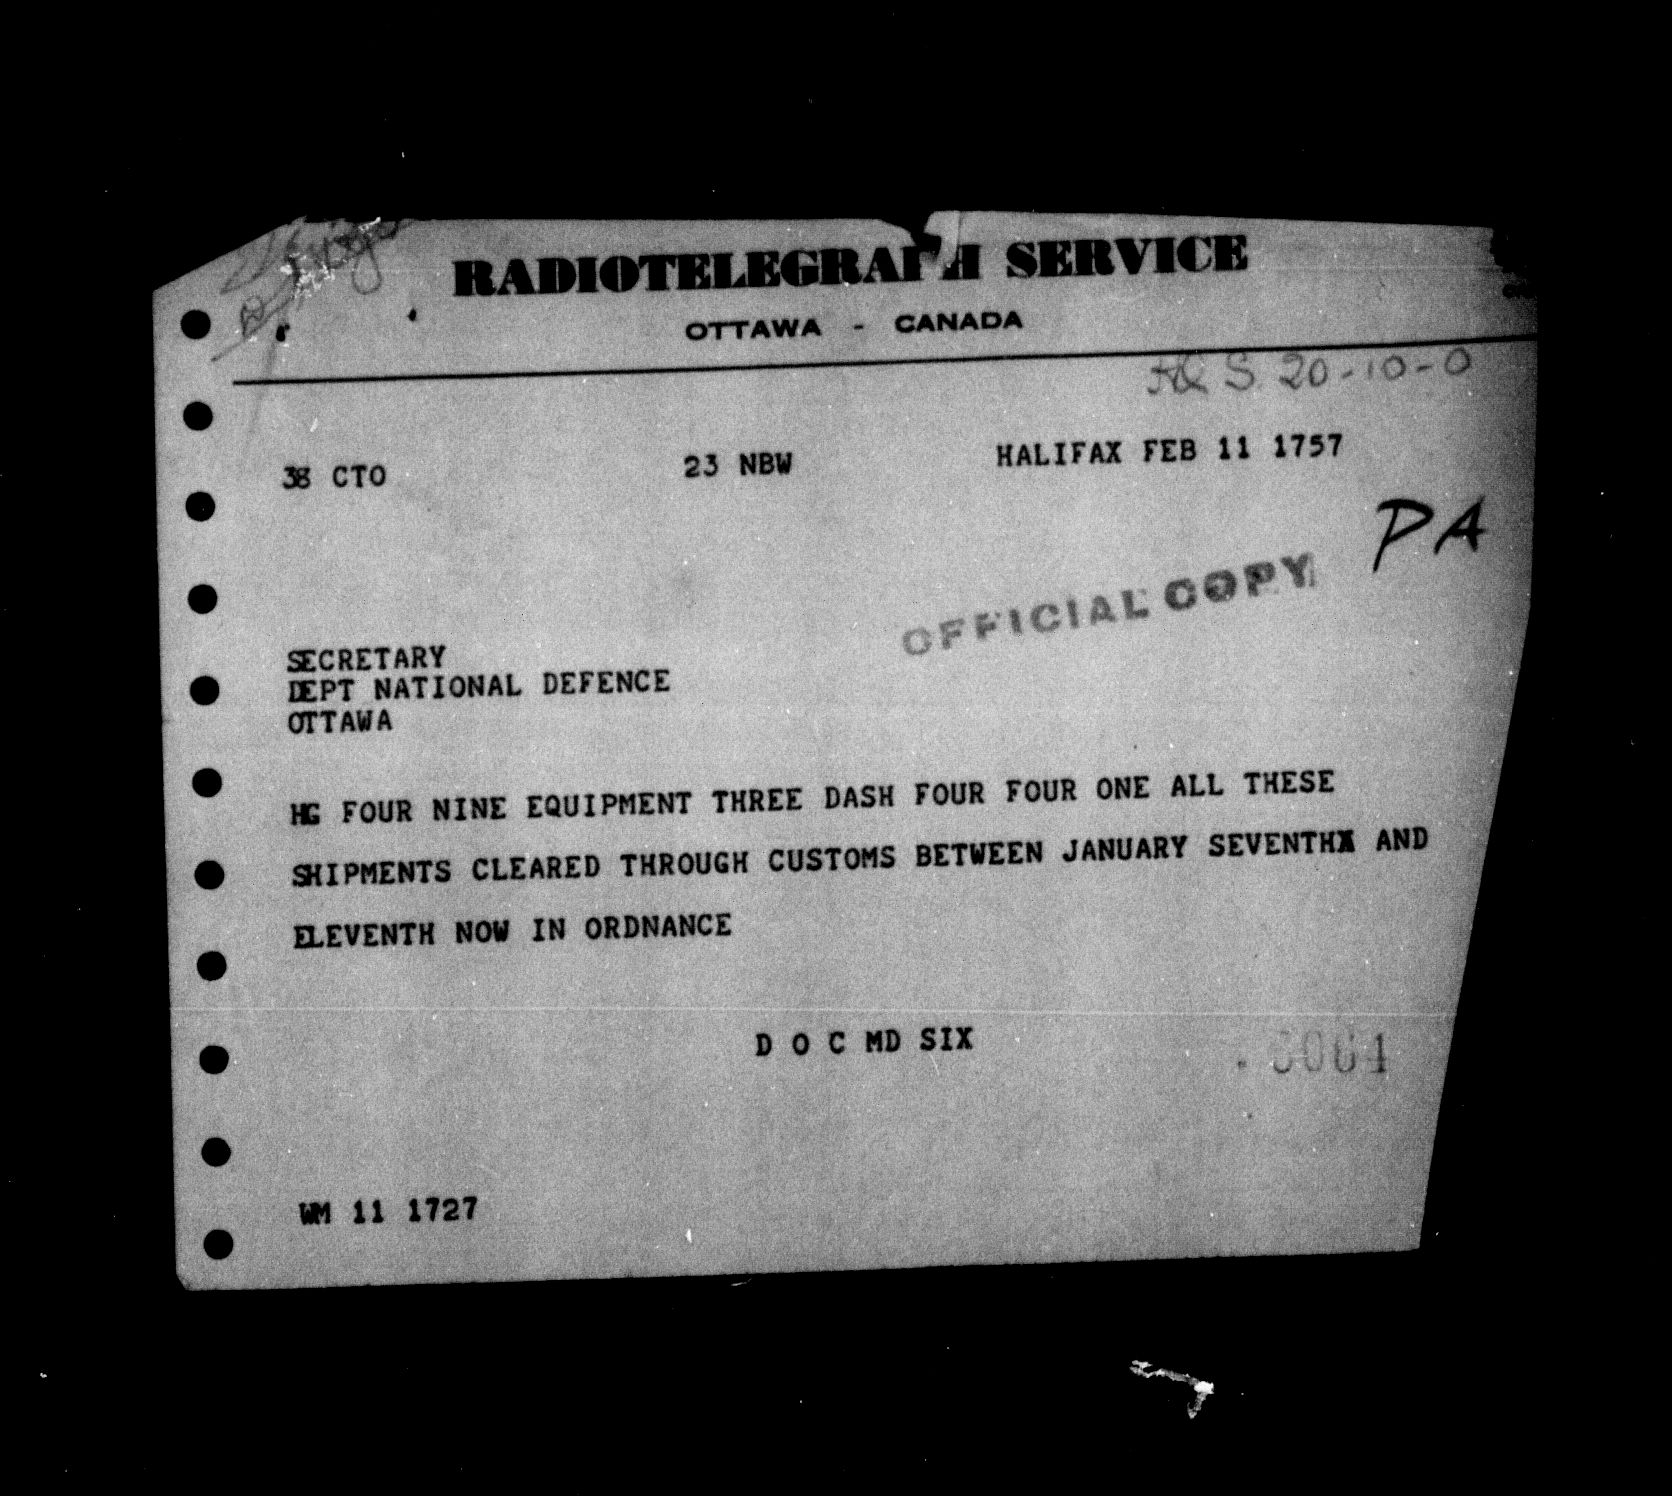 RADIOTELEGRAPH SERVICE
OTTAWA - CANADA
S. 20-10-0
38 CTO 23 NBW HALIFAX FEB 11 1757
PA
OFFICIAL COPY
SECRETARY
DEPT NATIONAL DEFENCE
OTTAWA
HG FOUR NINE EQUIPMENT THREE DASH FOUR FOUR ONE ALL THESE
SHIPMENTS CLEARED THROUGH CUSTOMS BETWEEN JANUARY SEVENTHX AND
ELEVENTH NOW IN ORDNANCE
D O C MD SIX
WM 11 1727